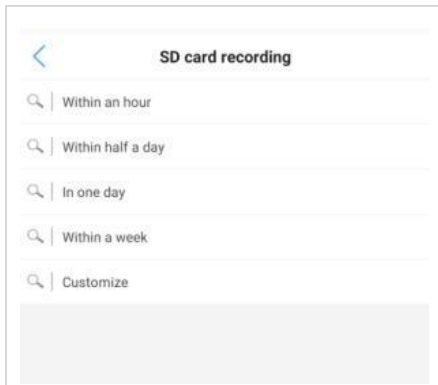 SD card recording
Within an hour
Within half a day
In one day
Within a week
Customize